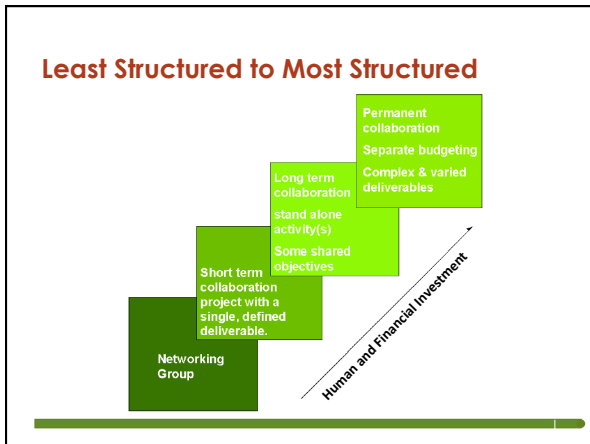 Least Structured to Most Structured
Permanent
collaboration
Separate budgeting
Complex & varied
deliverables
Long term
collaboration
stand alone
activity(s)
Some shared
objectives
Short term
collaboration
project with a
single, defined
deliverable.
Networking
Group
Human and Financial Investment